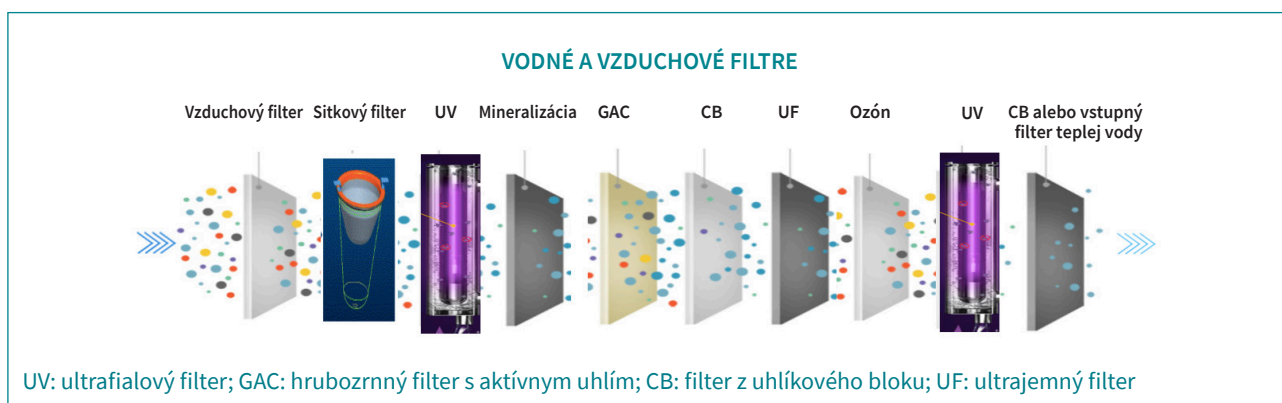 VODNÉ A VZDUCHOVÉ FILTRE
Vzduchový filter Sitkový filter UV Mineralizácia GAC CB UF Ozón UV CB alebo vstupný
filter teplej vody
UV: ultrafialový filter; GAC: hrubozrnný filter s aktívnym uhlím; CB: filter z uhlíkového bloku; UF: ultrajemný filter